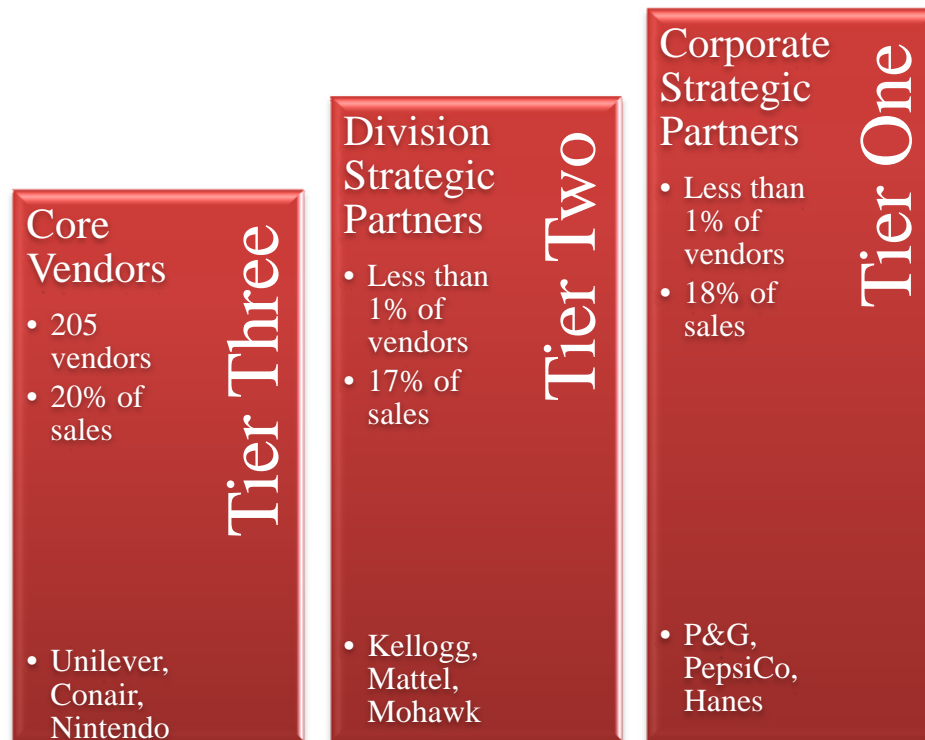 Core
Vendors
• 205
vendors
• 20% of
sales
• Unilever,
Conair,
Nintendo
Tier Three
Division
Strategic
Partners
• Less than
1% of
vendors
• 17% of
sales
• Kellogg,
Mattel,
Mohawk
Tier Two
Corporate
Strategic
Partners
• Less than
1% of
vendors
• 18% of
sales
• P&G,
PepsiCo,
Hanes
Tier One